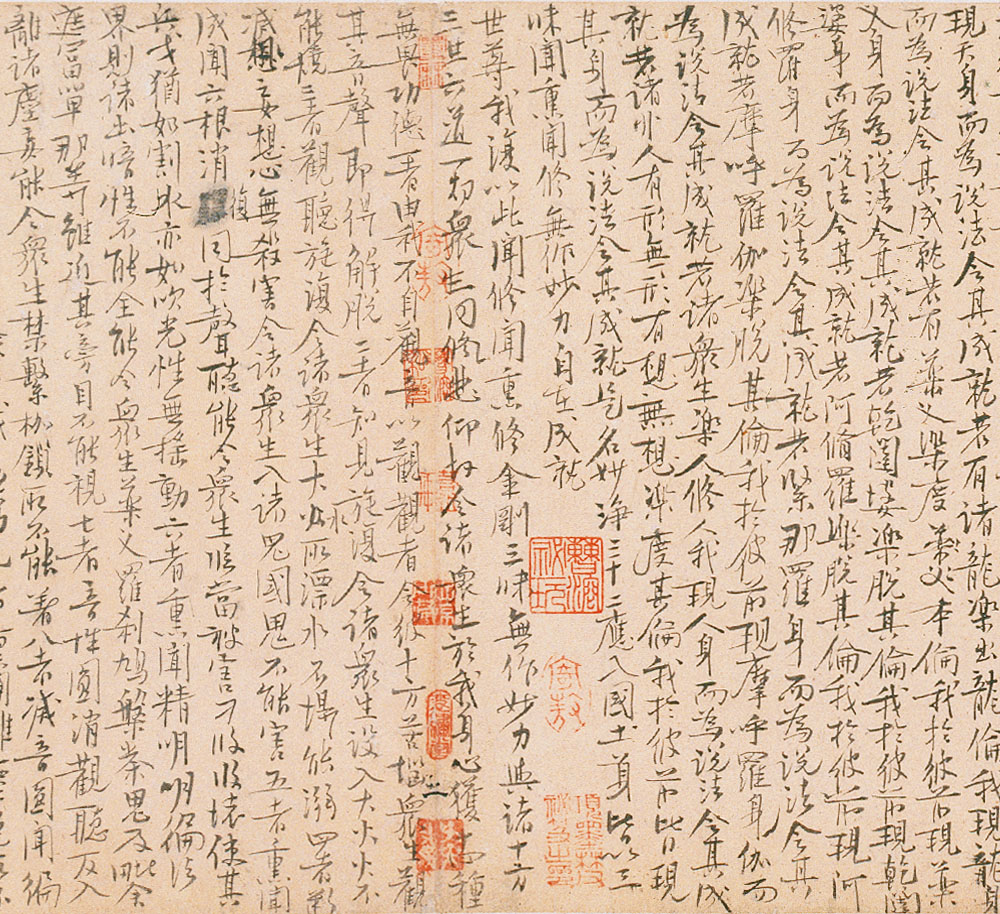 現天身而為說法令其成就若有諸龍樂出龍倫我現龍身
而為說法令其成就若有藥叉樂度本倫我於彼前現藥
叉身而為說法令其成就若乾闥婆樂脫其倫我於彼前現乾闥
婆身而為說法令其成就若阿脩羅樂脫其倫我於彼前現阿
修羅身而為說法令其成就若緊那羅身而為說法令其
成就若摩呼羅伽樂脫其倫我於彼前現摩呼羅身伽而
為說法令其成就若諸衆生樂人修人我現人身而為說法令其成
就若諸非人有形無形有想無想樂度其倫我於彼前皆現
其身而為說法令其成就是名妙淨三十二應入國土身皆以三
味聞熏聞修無作妙力自在成就
世尊我復以此聞修聞熏修金剛三昧無作妙力與諸十方
三世六道一切衆生同悲仰故令諸衆生於我身心獲十四種
無畏功德一者由我不自觀音以觀觀者令彼十方苦惱衆生觀
其音聲即得解脫二者知見旋復令諸衆生設入大火火不
能燒三者觀聽旋復令諸衆生大水所漂水不能溺四者斷
滅想妄想心無殺害令諸衆生入諸鬼國鬼不能害五者熏聞
成聞六根消復同於聲聽能令衆生臨當被害刀段段壞使其
兵戈猶如割水亦如吹光性無搖動六者熏聞精明明徧法
界則諸幽暗性不能全能令衆生藥叉羅剎鳩槃荼鬼及毗舍
遮富單那等雖近其旁目不能視七者音性圓消觀聽返入
離諸塵妄能令衆生禁繫枷鎖所不能著八者滅音圓聞徧